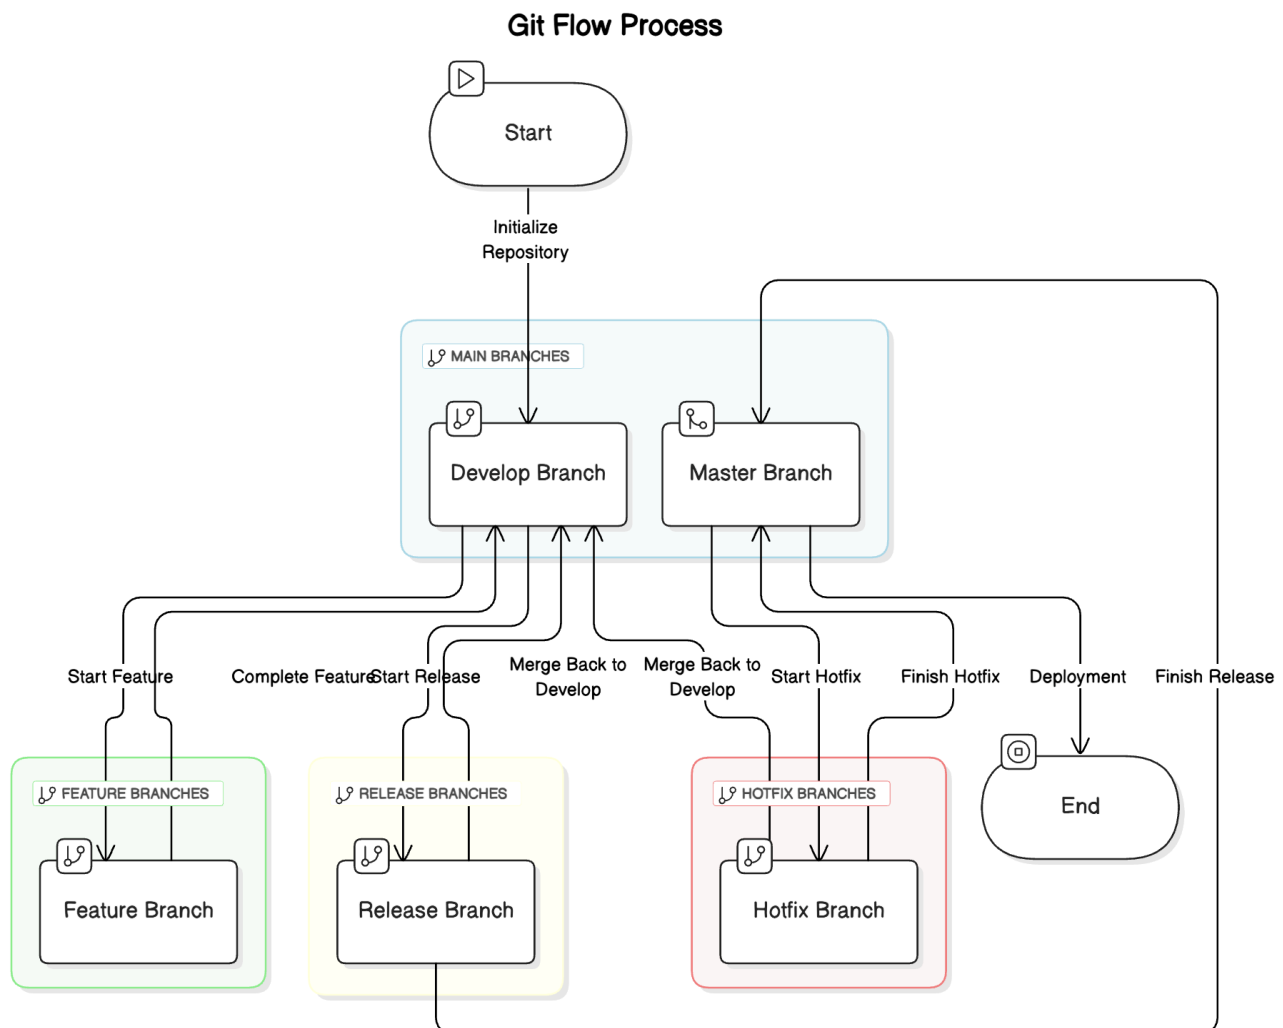 Git Flow Process
Start
Initialize
Repository
MAIN BRANCHES
Develop Branch
Master Branch
Start Feature
Complete Feature
Start Release
Merge Back to
Develop
Merge Back to
Develop
Start Hotfix
Finish Hotfix
Deployment
Finish Release
FEATURE BRANCHES
Feature Branch
RELEASE BRANCHES
Release Branch
HOTFIX BRANCHES
Hotfix Branch
End